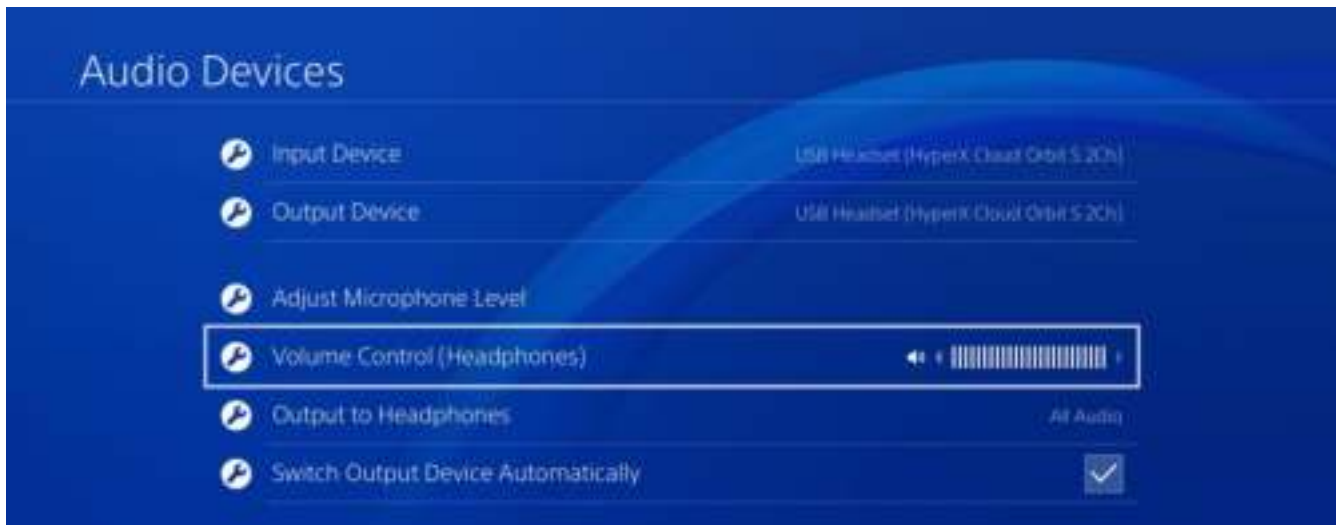 Audio Devices
Input Device USB Headset (HyperX Cloud Orbit S 2Ch)
Output Device USB Headset (HyperX Cloud Orbit S 2Ch)
Adjust Microphone Level
Volume Control (Headphones)
Output to Headphones All Audio
Switch Output Device Automatically